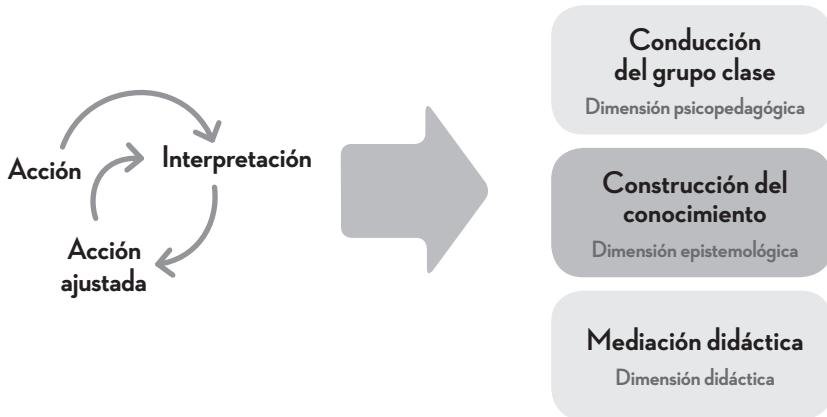 Acción
Interpretación
Acción
ajustada
Conducción
del grupo clase
Dimensión psicopedagógica
Construcción del
conocimiento
Dimensión epistemológica
Mediación didáctica
Dimensión didáctica